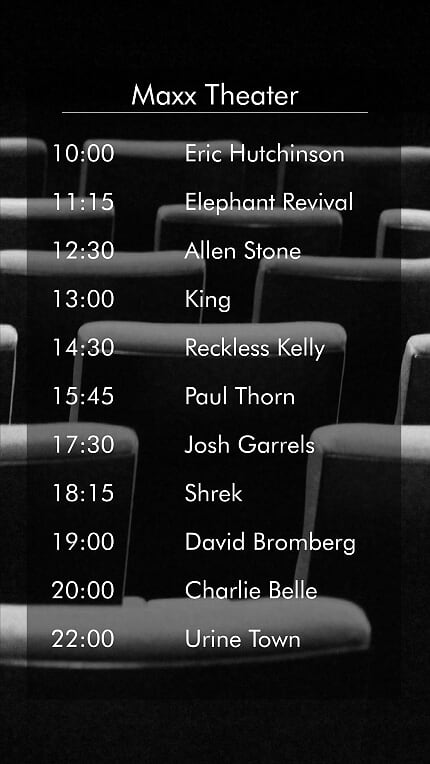 Maxx Theater
10:00 Eric Hutchinson
11:15 Elephant Revival
12:30 Allen Stone
13:00 King
14:30 Reckless Kelly
15:45 Paul Thorn
17:30 Josh Garrels
18:15 Shrek
19:00 David Bromberg
20:00 Charlie Belle
22:00 Urine Town